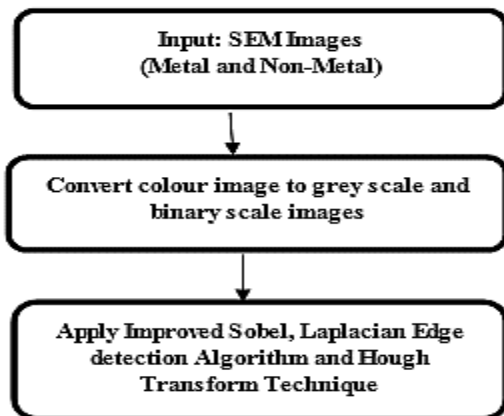 Input: SEM Images
(Metal and Non-Metal)
Convert colour image to grey scale and
binary scale images
Apply Improved Sobel, Laplacian Edge
detection Algorithm and Hough
Transform Technique